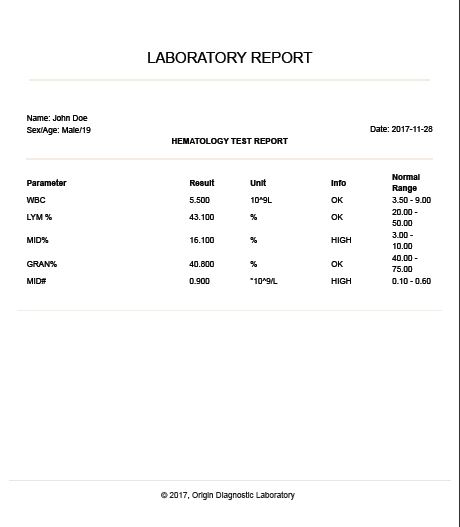 LABORATORY REPORT
Name: John Doe
Sex/Age: Male/19
Date: 2017-11-28
HEMATOLOGY TEST REPORT
Parameter Result Unit Info Normal Range
WBC 5.500 10^9L OK 3.50 - 9.00
LYM % 43.100 % OK 20.00 - 50.00
MID% 16.100 % HIGH 3.00 - 10.00
GRAN% 40.800 % OK 40.00 - 75.00
MID# 0.900 "10^9/L HIGH 0.10 - 0.60
© 2017, Origin Diagnostic Laboratory